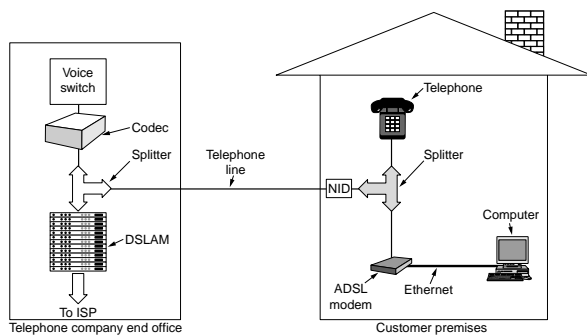 Voice
switch
Codec
Splitter
Telephone
line
DSLAM
To ISP
Telephone company end office
Telephone
Splitter
NID
Computer
ADSL
modem
Ethernet
Customer premises